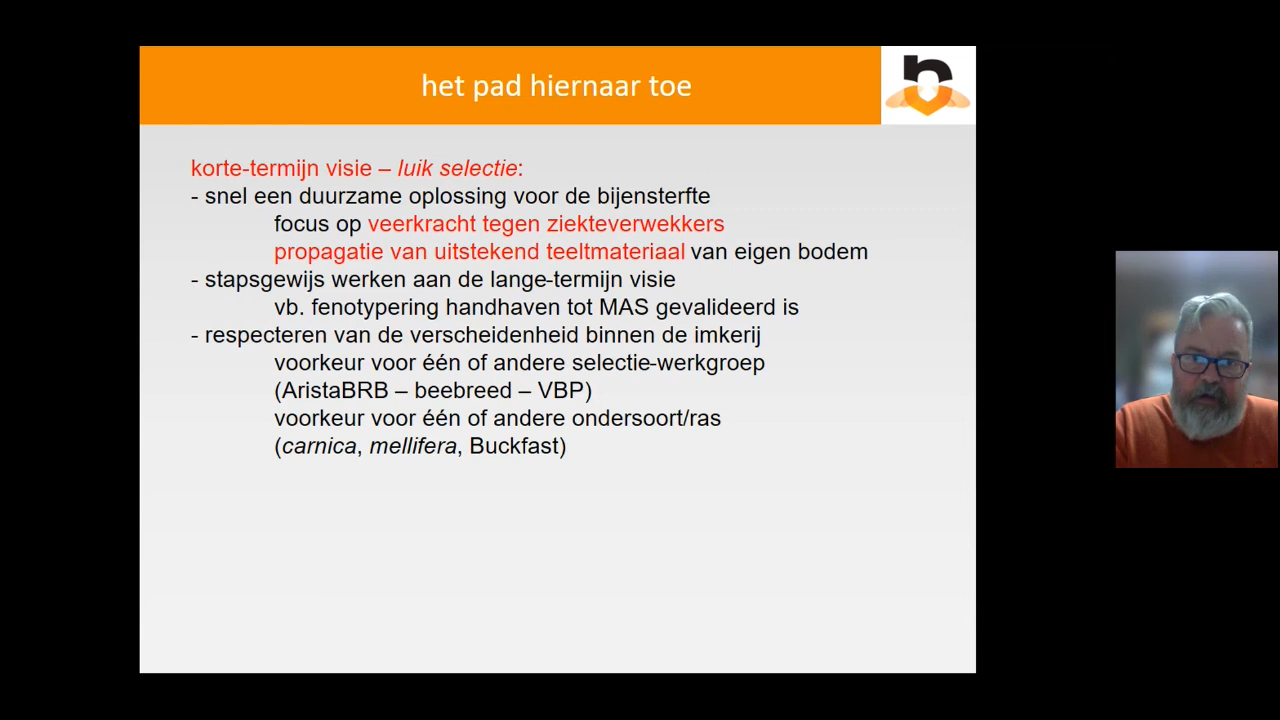 het pad hiernaar toe
korte-termijn visie – luik selectie:
- snel een duurzame oplossing voor de bijensterfte
focus op veerkracht tegen ziekteverwekkers
propagatie van uitstekend teeltmateriaal van eigen bodem
- stapsgewijs werken aan de lange-termijn visie
vb. fenotypering handhaven tot MAS gevalideerd is
- respecteren van de verscheidenheid binnen de imkerij
voorkeur voor één of andere selectie-werkgroep
(AristaBRB – beebreed – VBP)
voorkeur voor één of andere ondersoort/ras
(carnica, mellifera, Buckfast)